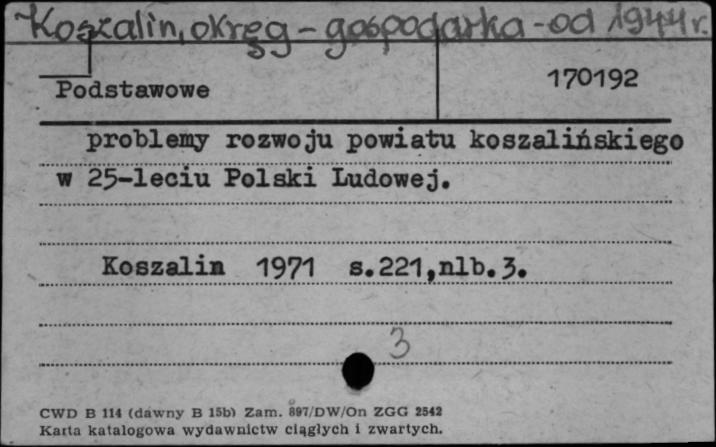 Koszalin, okręg - gospodarka - od 1944 r.
Podstawowe 170192
problemy rozwoju powiatu koszalińskiego
w 25-leciu Polski Ludowej.
Koszalin 1971 s.221,nlb.3.
3
CWD B 114 (dawny B 15b) Zam. 897/DW/On ZGG 2542
Karta katalogowa wydawnictw ciągłych i zwartych.